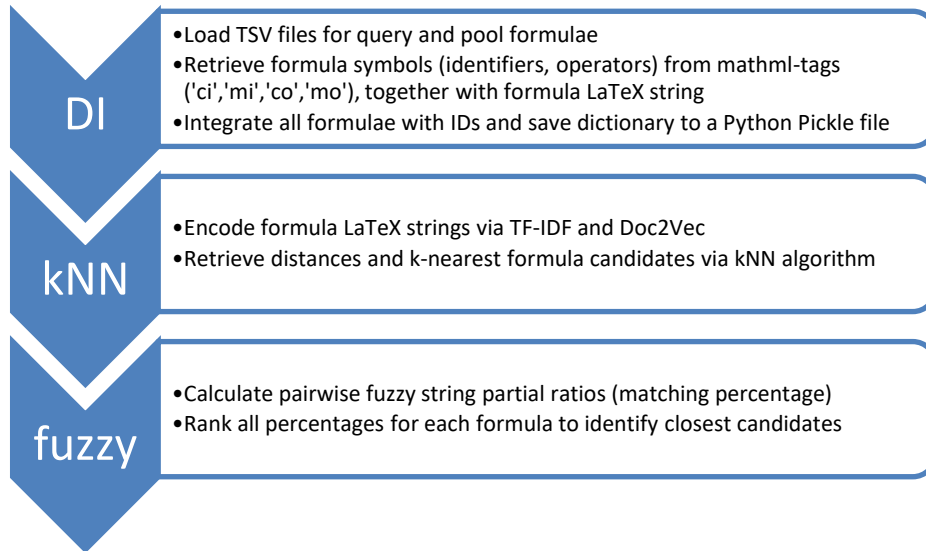 DI
•Load TSV files for query and pool formulae
•Retrieve formula symbols (identifiers, operators) from mathml-tags
('ci','mi','co','mo'), together with formula LaTeX string
•Integrate all formulae with IDs and save dictionary to a Python Pickle file
kNN
•Encode formula LaTeX strings via TF-IDF and Doc2Vec
•Retrieve distances and k-nearest formula candidates via kNN algorithm
fuzzy
•Calculate pairwise fuzzy string partial ratios (matching percentage)
•Rank all percentages for each formula to identify closest candidates